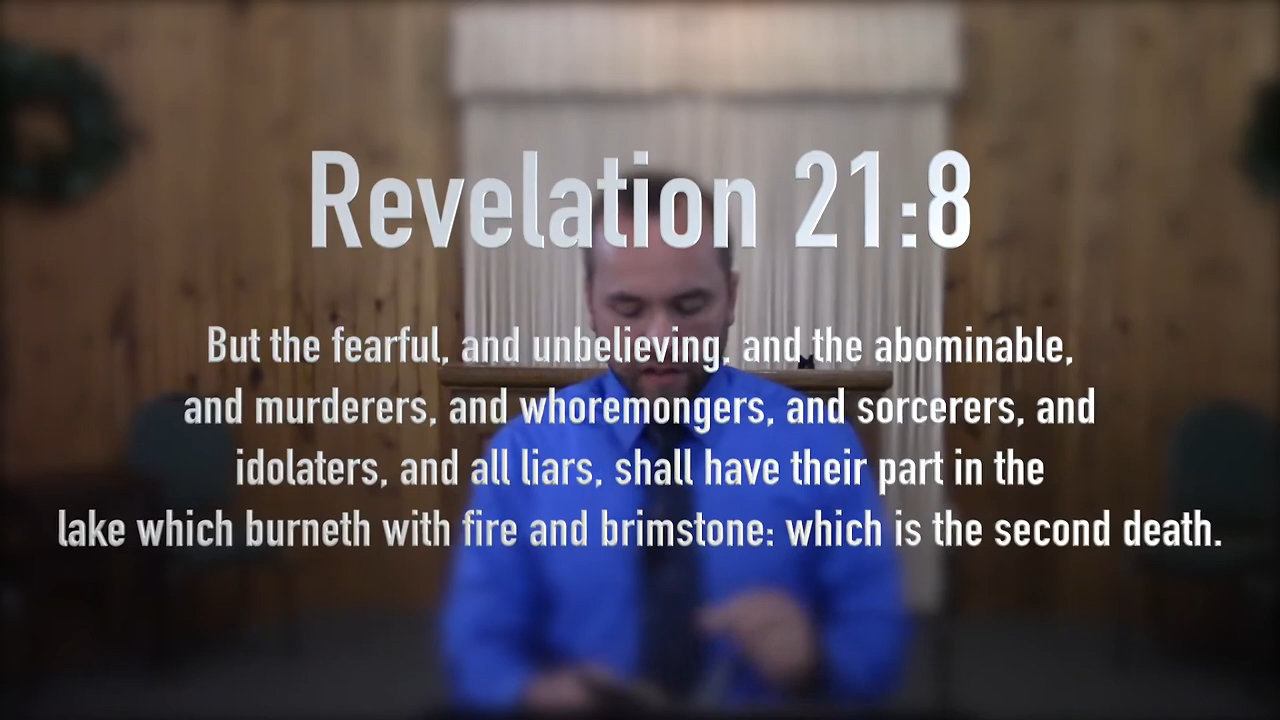 Revelation 21:8
But the fearful, and unbelieving, and the abominable,
and murderers, and whoremongers, and sorcerers, and
idolaters, and all liars, shall have their part in the
lake which burneth with fire and brimstone: which is the second death.